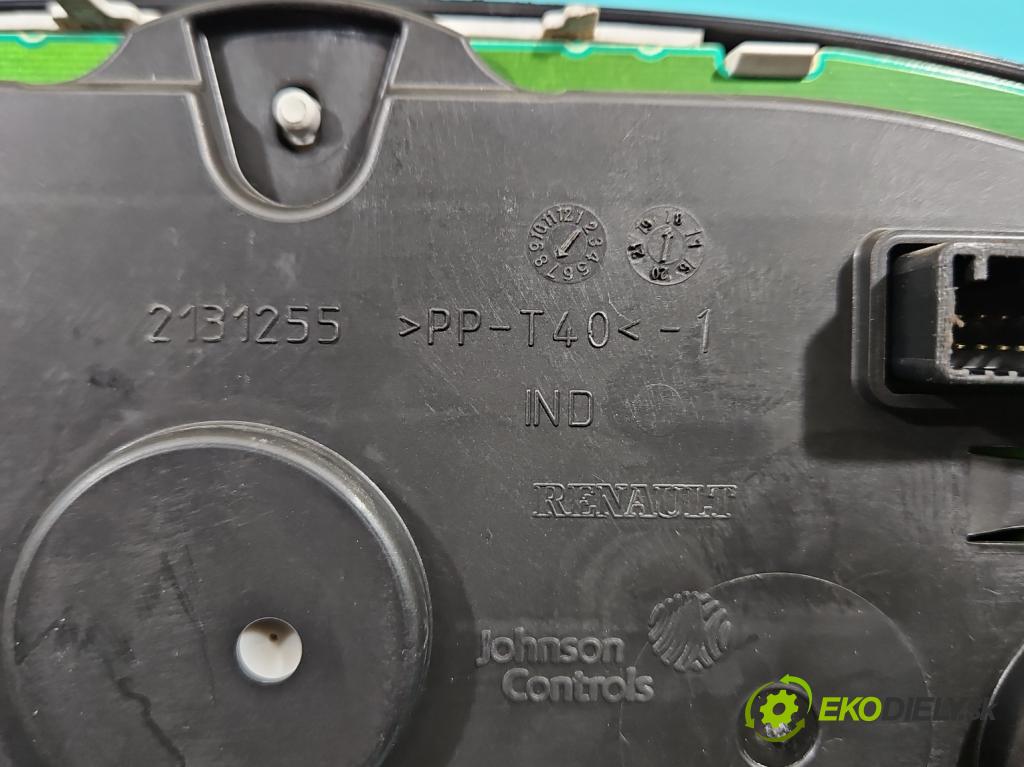 2131255 >PP-T40<-1
IND
RENAULT
Johnson
Controls
EKODIELY.SK